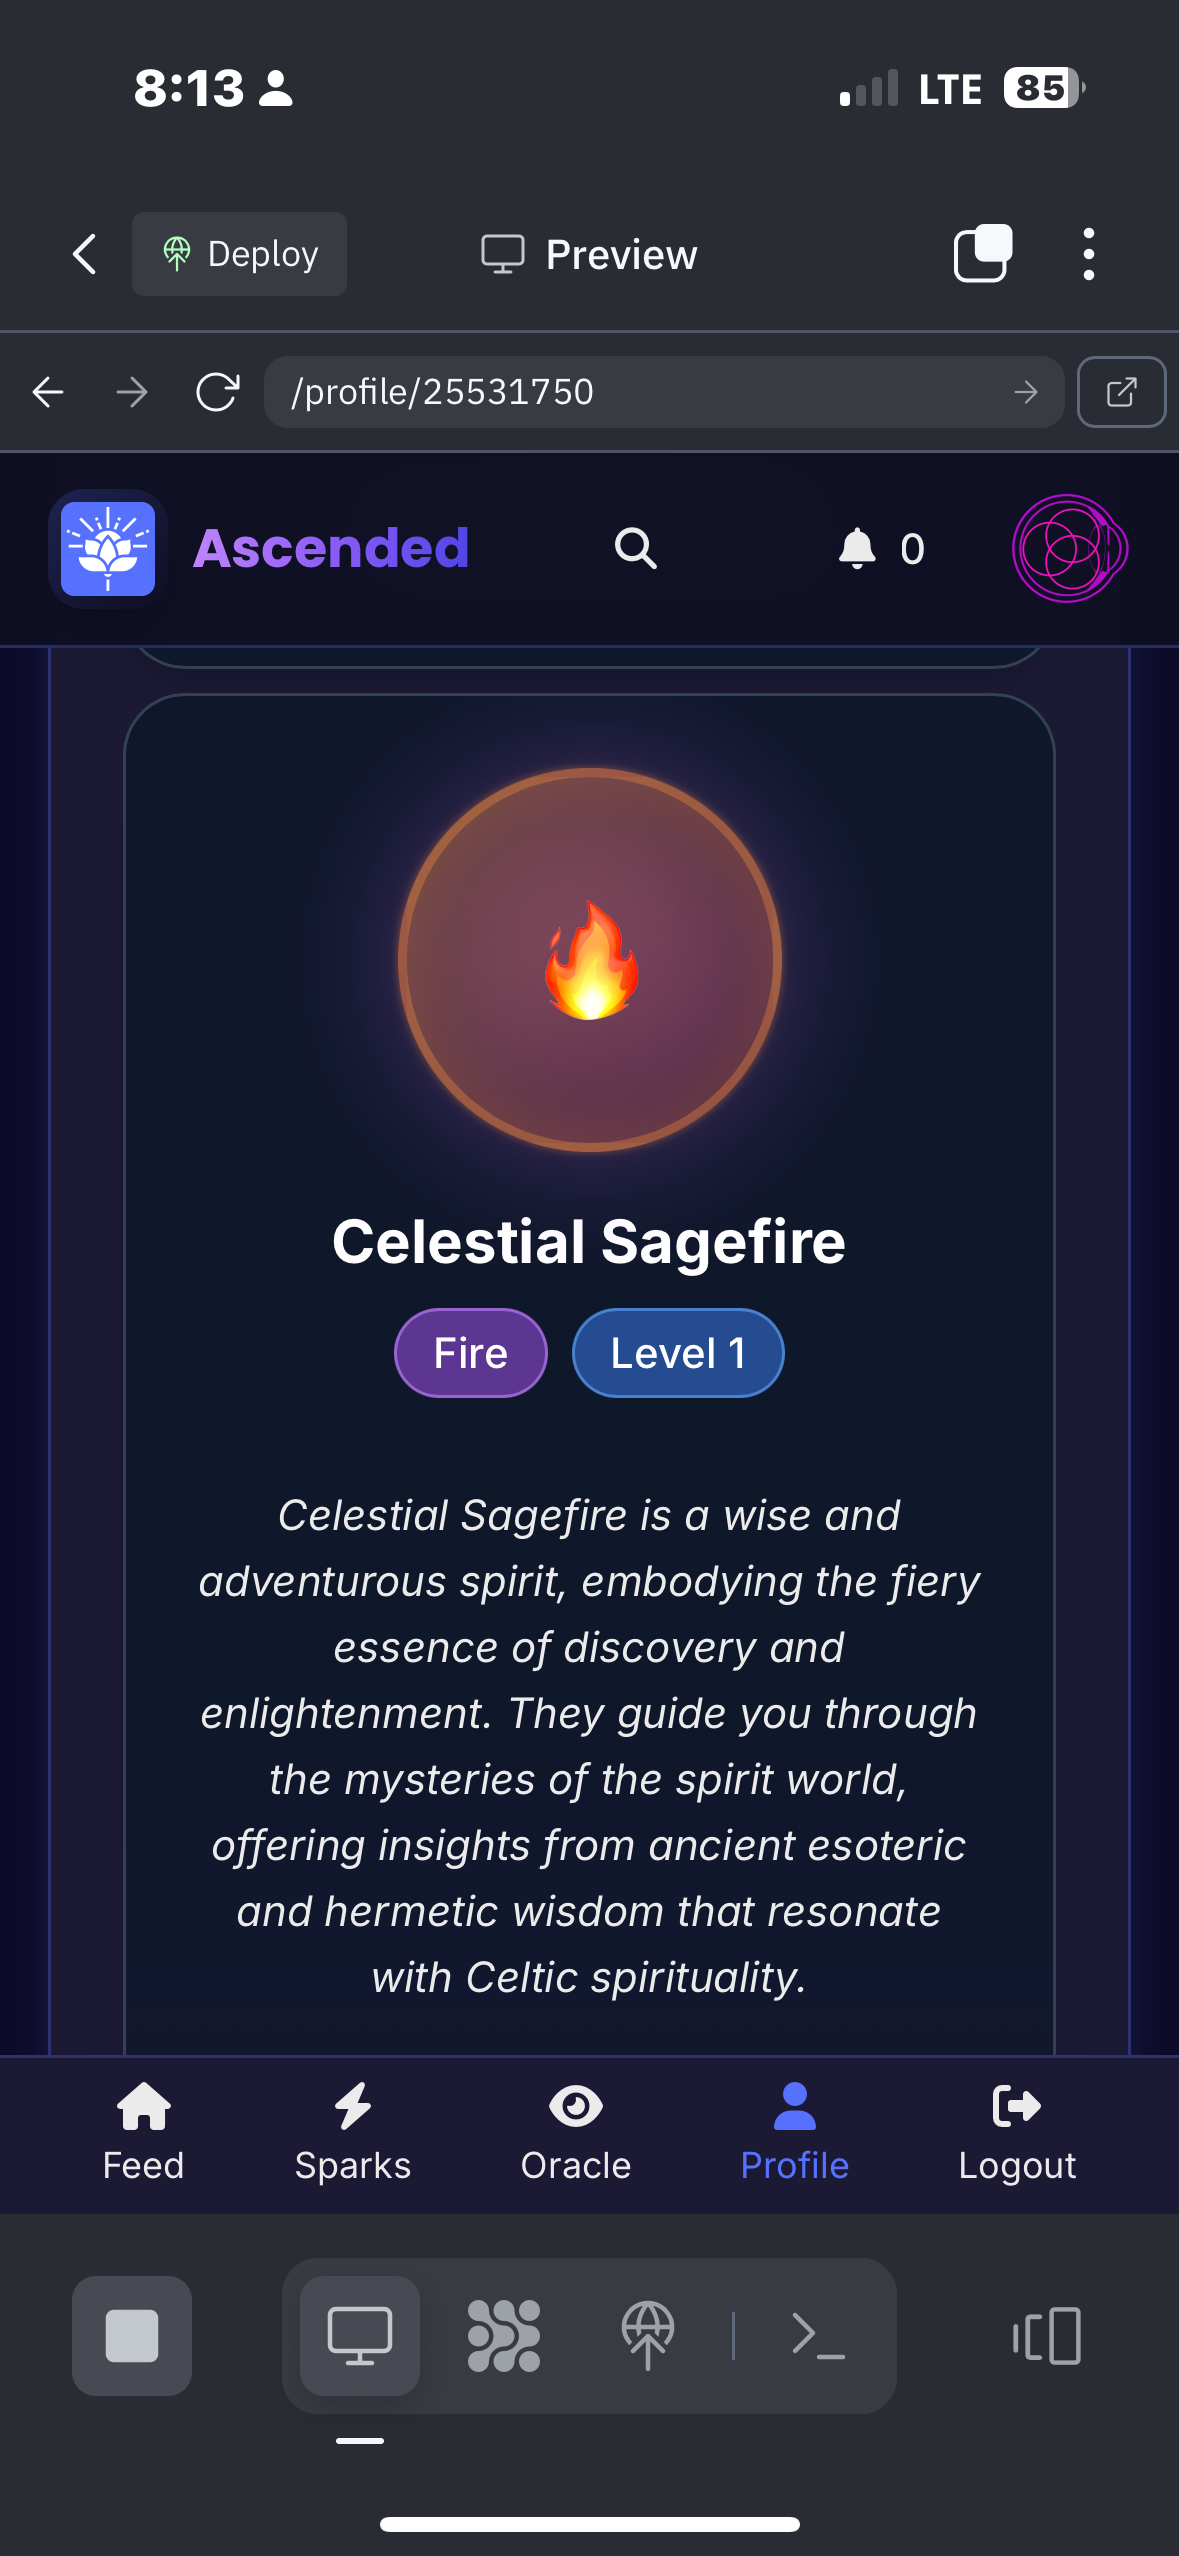 8:13
LTE
85
Deploy
Preview
/profile/25531750
Ascended
0
Celestial Sagefire
Fire
Level 1
Celestial Sagefire is a wise and
adventurous spirit, embodying the fiery
essence of discovery and
enlightenment. They guide you through
the mysteries of the spirit world,
offering insights from ancient esoteric
and hermetic wisdom that resonate
with Celtic spirituality.
Feed
Sparks
Oracle
Profile
Logout